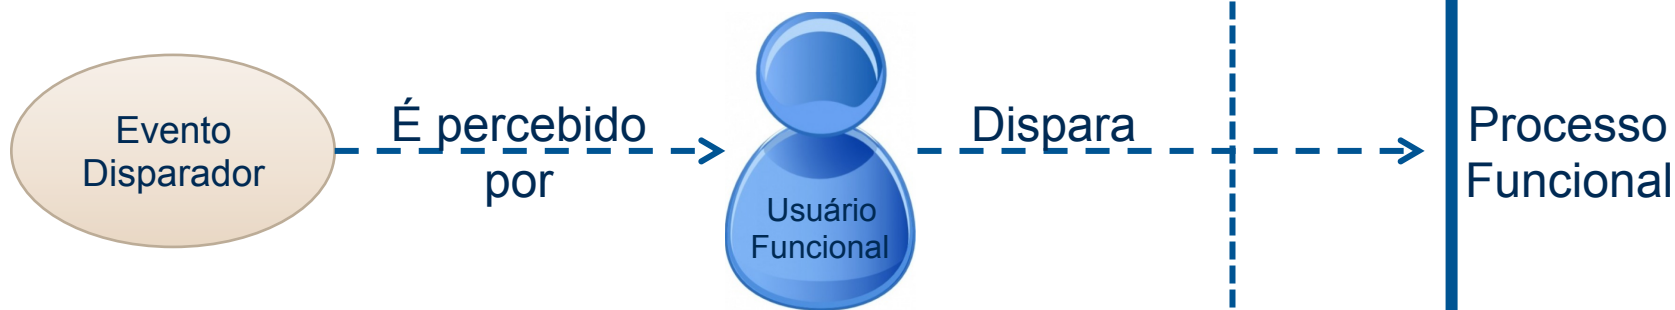 Evento
Disparador
É percebido
por
Usuário
Funcional
Dispara
Processo
Funcional